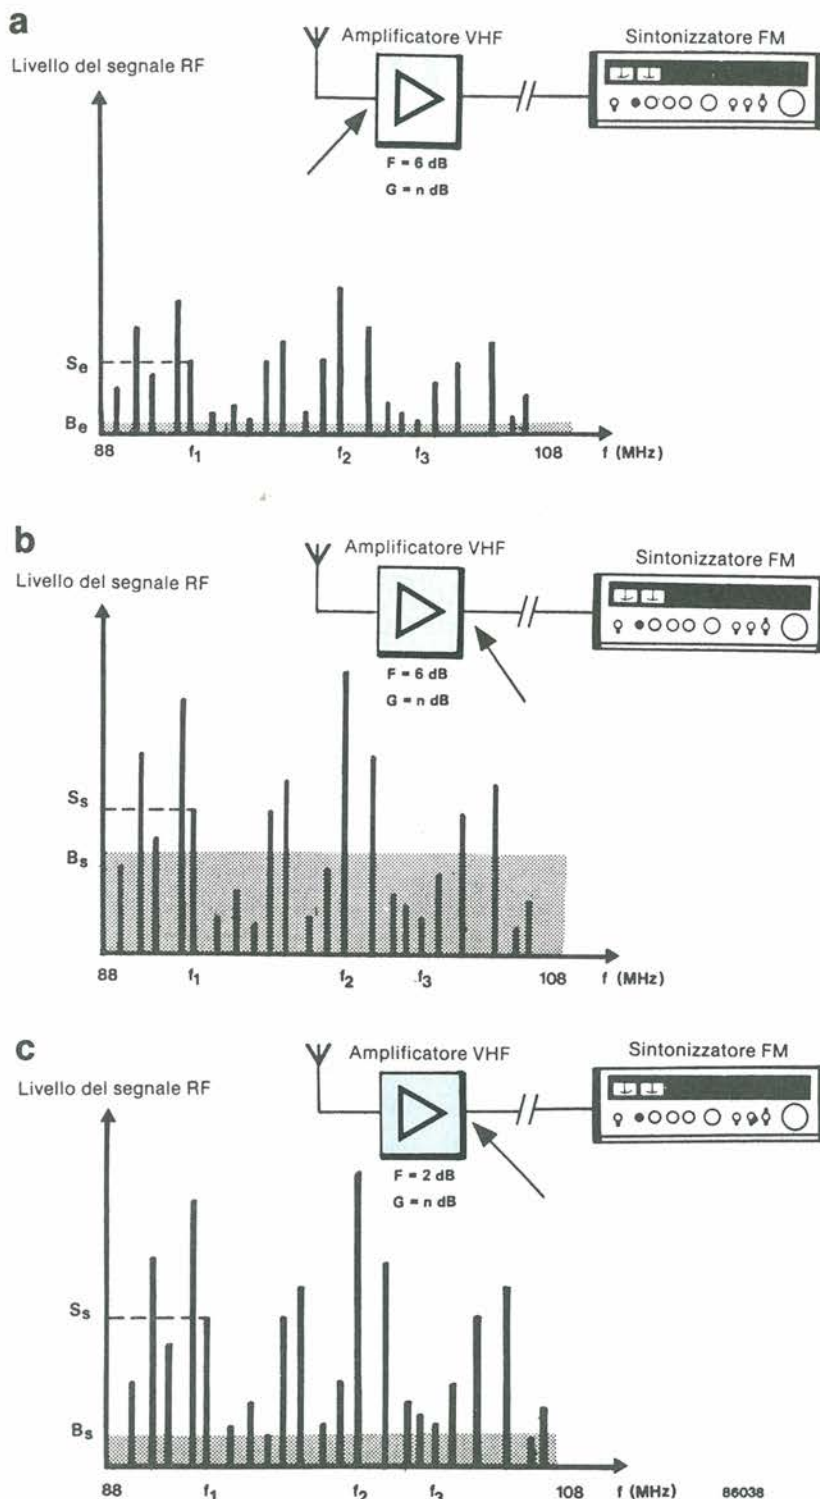 a
Amplificatore VHF
Sintonizzatore FM
Livello del segnale RF
F = 6 dB
G = n dB
Se
Be
88 f1 f2 f3 108 f (MHz)
b
Amplificatore VHF
Sintonizzatore FM
Livello del segnale RF
F = 6 dB
G = n dB
Ss
Bs
88 f1 f2 f3 108 f (MHz)
c
Amplificatore VHF
Sintonizzatore FM
Livello del segnale RF
F = 2 dB
G = n dB
Ss
Bs
88 f1 f2 f3 108 f (MHz)
86038